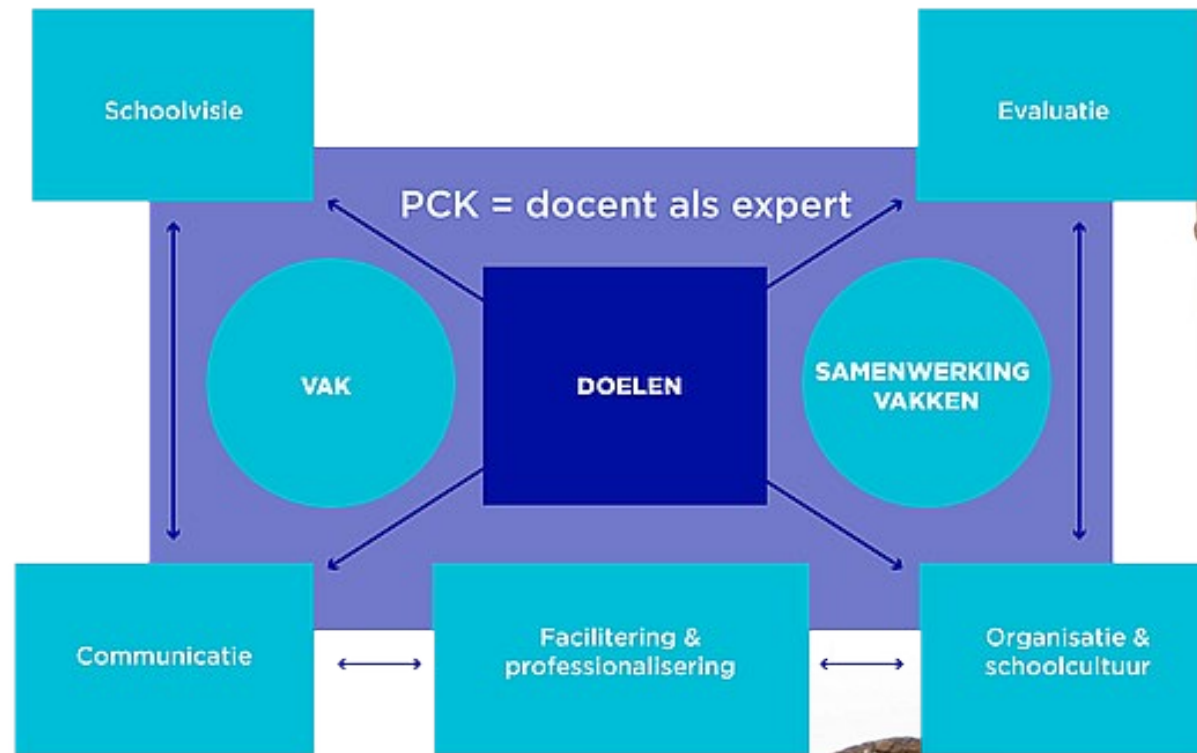 Schoolvisie
Evaluatie
PCK = docent als expert
VAK
DOELEN
SAMENWERKING
VAKKEN
Communicatie
Facilitering &
professionalisering
Organisatie &
schoolcultuur